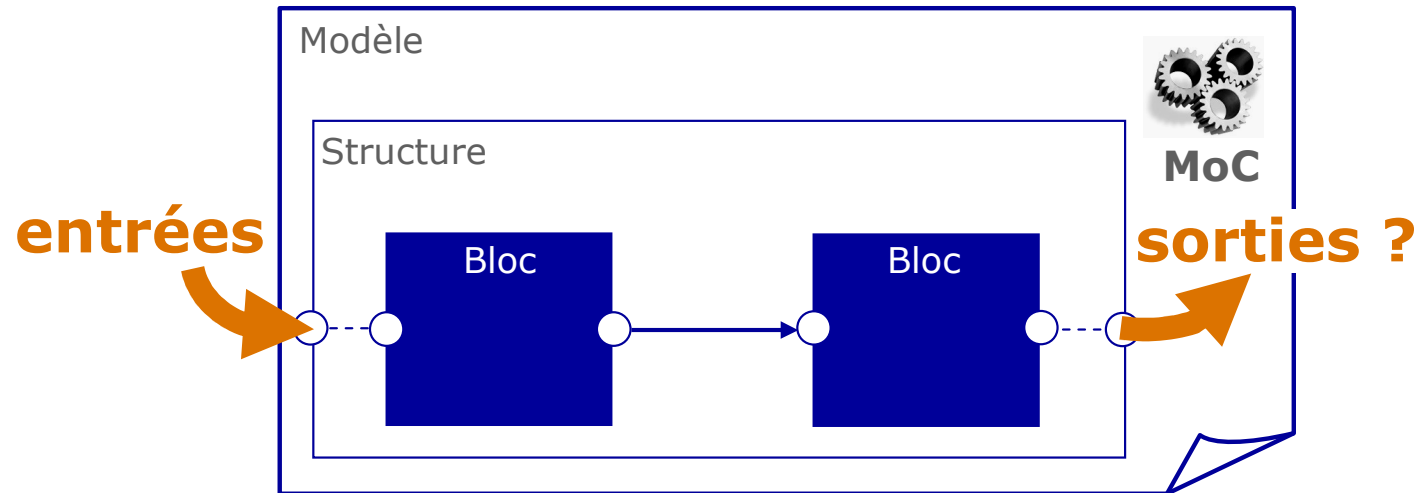 Modèle
MoC
Structure
entrées
sorties ?
Bloc
Bloc